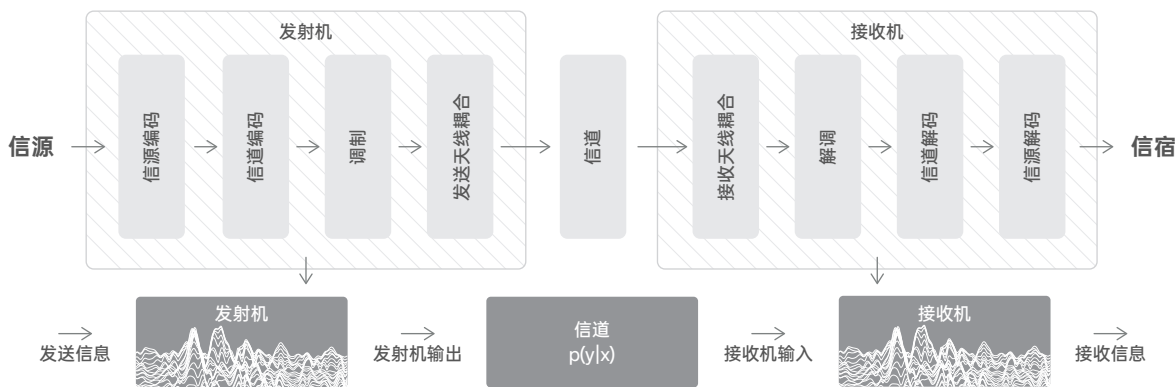 发射机
接收机
信源
信源编码
信道编码
调制
发送天线耦合
信道
接收天线耦合
解调
信道解码
信源解码
信宿
发送信息
发射机
发射机输出
信道
p(y|x)
接收机输入
接收机
接收信息